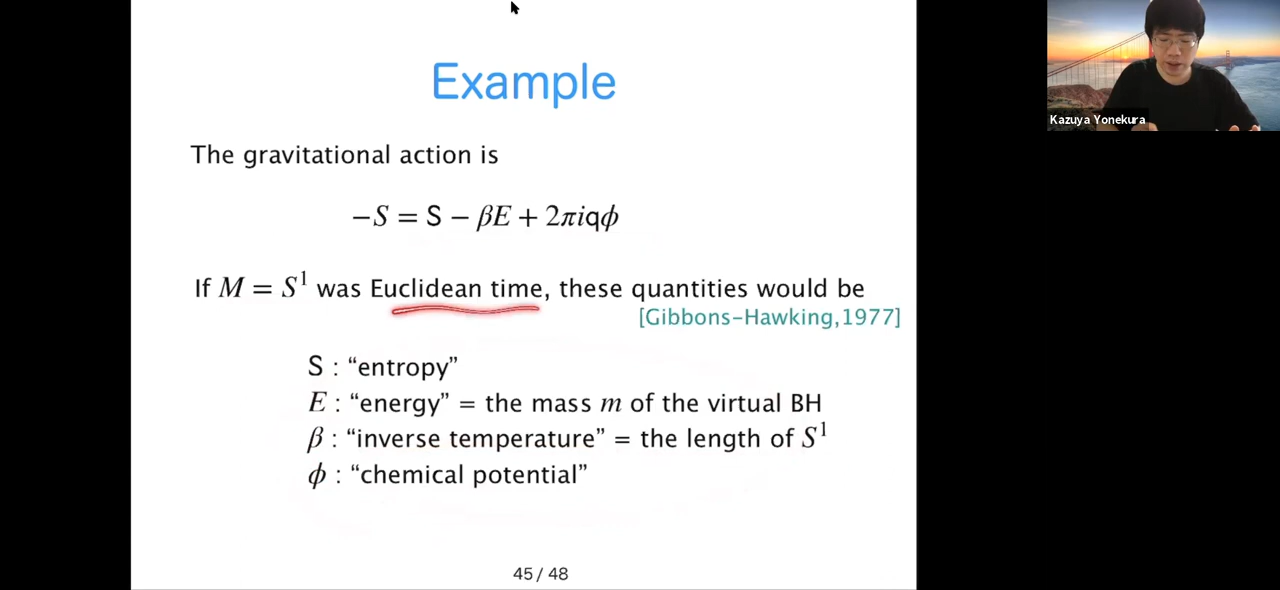 Example
The gravitational action is
−S = S − βE + 2πiqϕ
If M = S¹ was Euclidean time, these quantities would be
[Gibbons-Hawking,1977]
S : “entropy”
E : “energy” = the mass m of the virtual BH
β : “inverse temperature” = the length of S¹
ϕ : “chemical potential”
45 / 48
Kazuya Yonekura